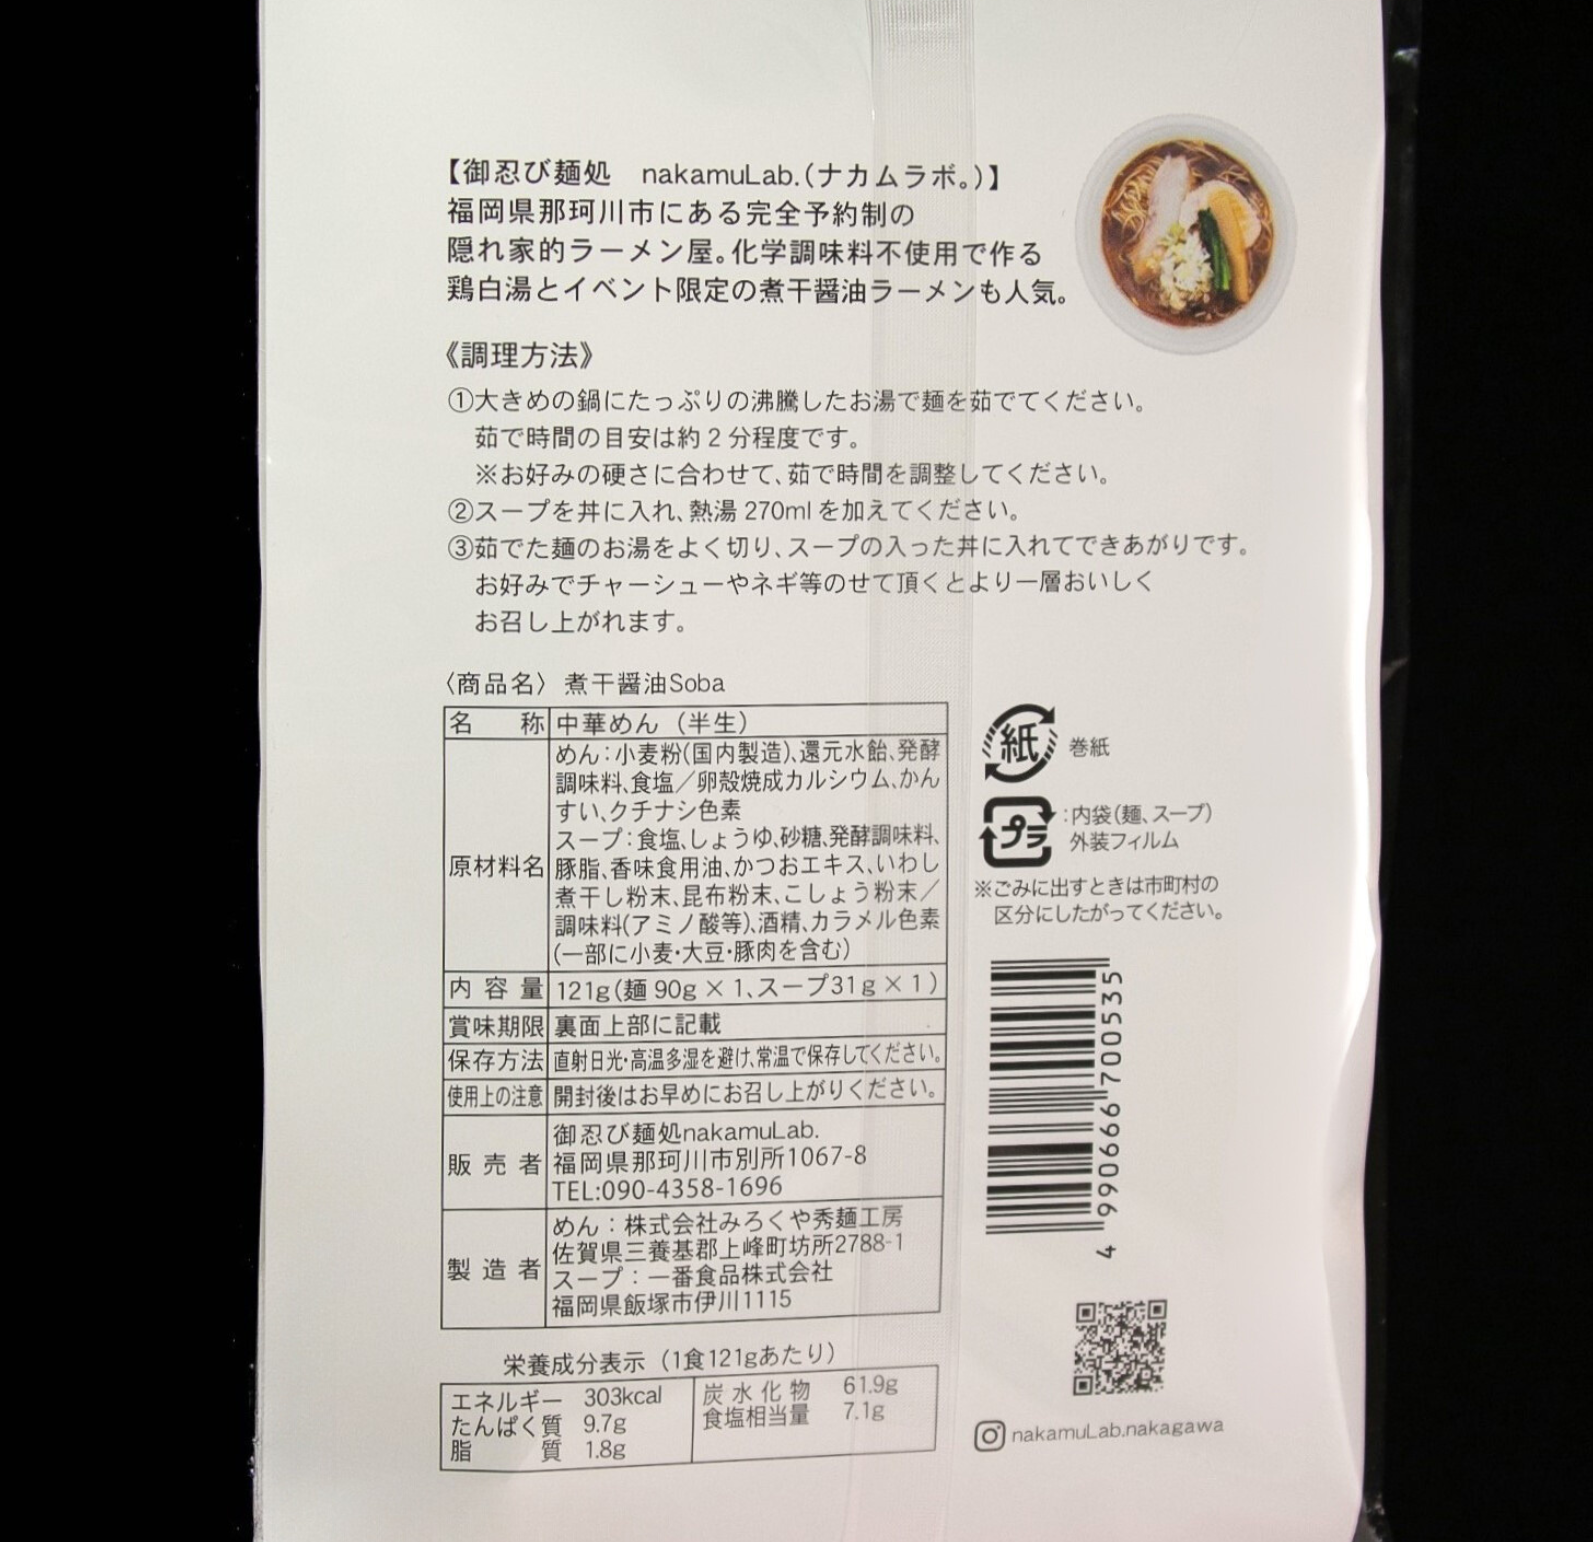 【御忍び麺処　nakamuLab.(ナカムラボ。)】
福岡県那珂川市にある完全予約制の
隠れ家的ラーメン屋。化学調味料不使用で作る
鶏白湯とイベント限定の煮干醤油ラーメンも人気。
《調理方法》
①大きめの鍋にたっぷりの沸騰したお湯で麺を茹でてください。
茹で時間の目安は約2分程度です。
※お好みの硬さに合わせて、茹で時間を調整してください。
②スープを丼に入れ、熱湯270mlを加えてください。
③茹でた麺のお湯をよく切り、スープの入った丼に入れてできあがりです。
お好みでチャーシューやネギ等のせて頂くとより一層おいしく
お召し上がれます。
〈商品名〉煮干醤油Soba
名　称 中華めん（半生）
原材料名
めん：小麦粉(国内製造)、還元水飴、発酵
調味料、食塩／卵殻焼成カルシウム、かん
すい、クチナシ色素
スープ：食塩、しょうゆ、砂糖、発酵調味料、
豚脂、香味食用油、かつおエキス、いわし
煮干し粉末、昆布粉末、こしょう粉末／
調味料(アミノ酸等)、酒精、カラメル色素
(一部に小麦・大豆・豚肉を含む)
内容量 121g(麺 90g×1、スープ31g×1)
賞味期限 裏面上部に記載
保存方法 直射日光・高温多湿を避け、常温で保存してください。
使用上の注意 開封後はお早めにお召し上がりください。
販売者
御忍び麺処nakamuLab.
福岡県那珂川市別所1067-8
TEL:090-4358-1696
製造者
めん：株式会社みろくや秀麺工房
佐賀県三養基郡上峰町坊所2788-1
スープ：一番食品株式会社
福岡県飯塚市伊川1115
栄養成分表示（1食121gあたり）
エネルギー 303kcal
たんぱく質 9.7g
脂質 1.8g
炭水化物 61.9g
食塩相当量 7.1g
紙 巻紙
プラ :内袋(麺、スープ)
外装フィルム
※ごみに出すときは市町村の
区分にしたがってください。
4 990666 700535
nakamuLab.nakagawa